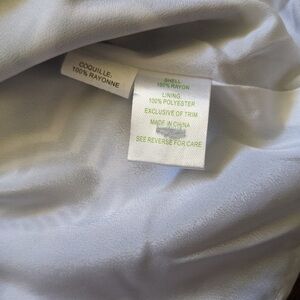 COQUILLE:
100% RAYONNE
SHELL
100% RAYON
LINING:
100% POLYESTER
EXCLUSIVE OF TRIM
MADE IN CHINA
SEE REVERSE FOR CARE